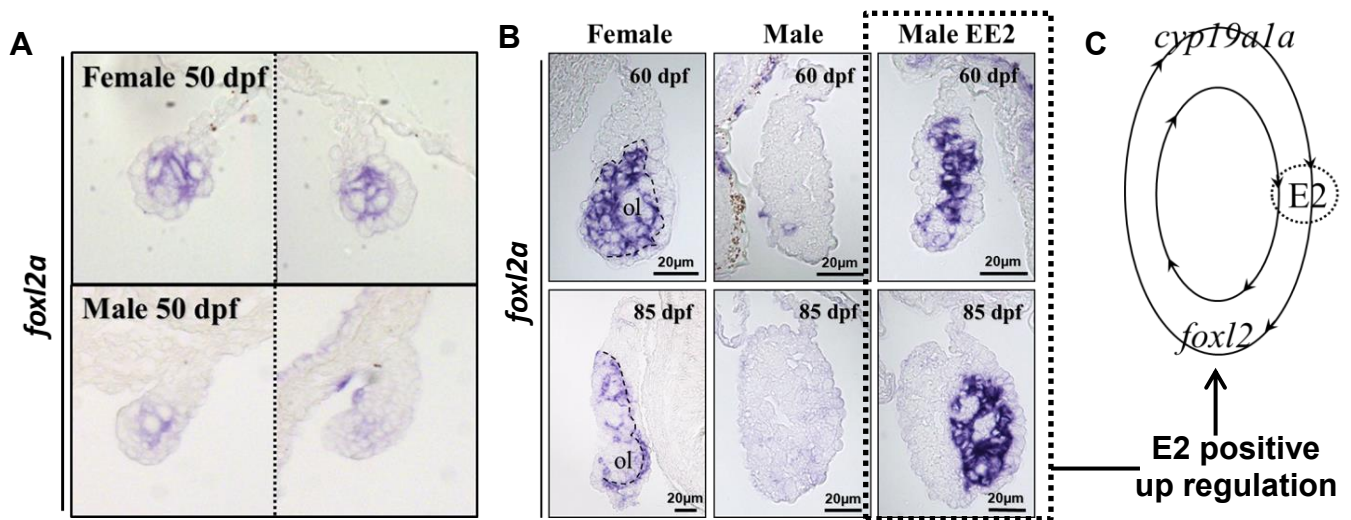 A
foxl2a
Female 50 dpf
Male 50 dpf
B
foxl2a
Female
Male
Male EE2
60 dpf
60 dpf
60 dpf
ol
20µm
20µm
20µm
85 dpf
85 dpf
85 dpf
ol
20µm
20µm
20µm
C
cyp19a1a
E2
foxl2
E2 positive
up regulation